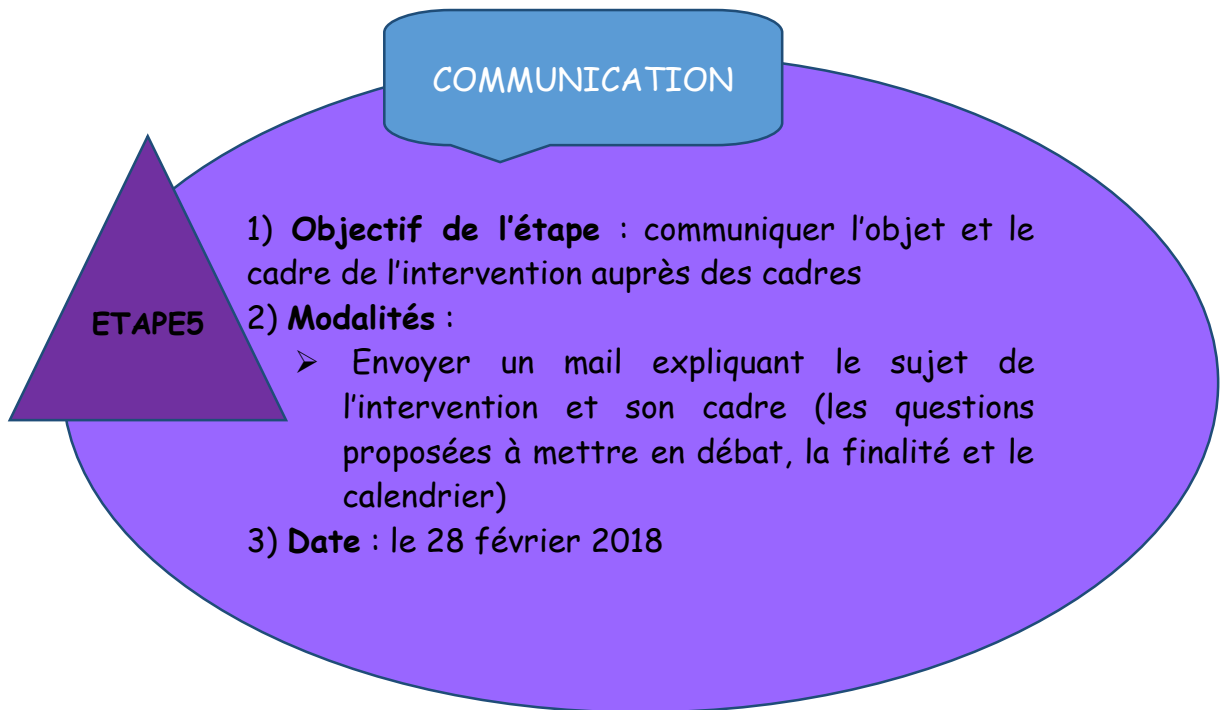 COMMUNICATION
1) Objectif de l’étape : communiquer l’objet et le
cadre de l’intervention auprès des cadres
ETAPE5
2) Modalités :
➢ Envoyer un mail expliquant le sujet de
l’intervention et son cadre (les questions
proposées à mettre en débat, la finalité et le
calendrier)
3) Date : le 28 février 2018